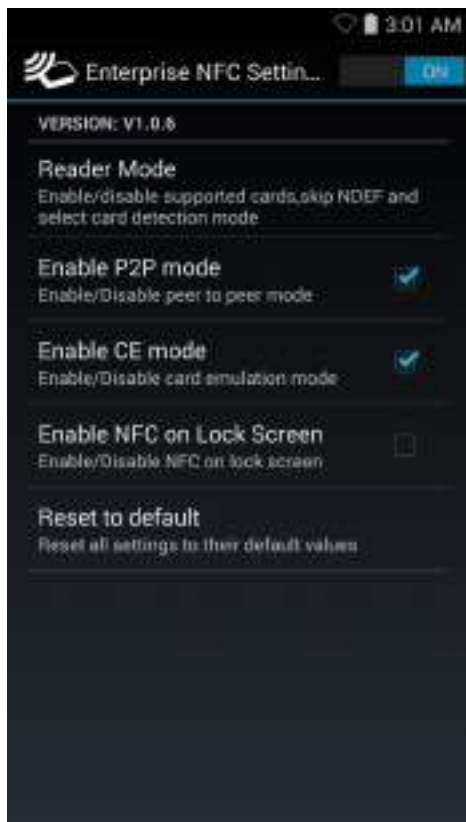 3:01 AM
Enterprise NFC Settin...
ON
VERSION: V1.0.6
Reader Mode
Enable/disable supported cards,skip NDEF and
select card detection mode
Enable P2P mode
Enable/Disable peer to peer mode
Enable CE mode
Enable/Disable card emulation mode
Enable NFC on Lock Screen
Enable/Disable NFC on lock screen
Reset to default
Reset all settings to their default values